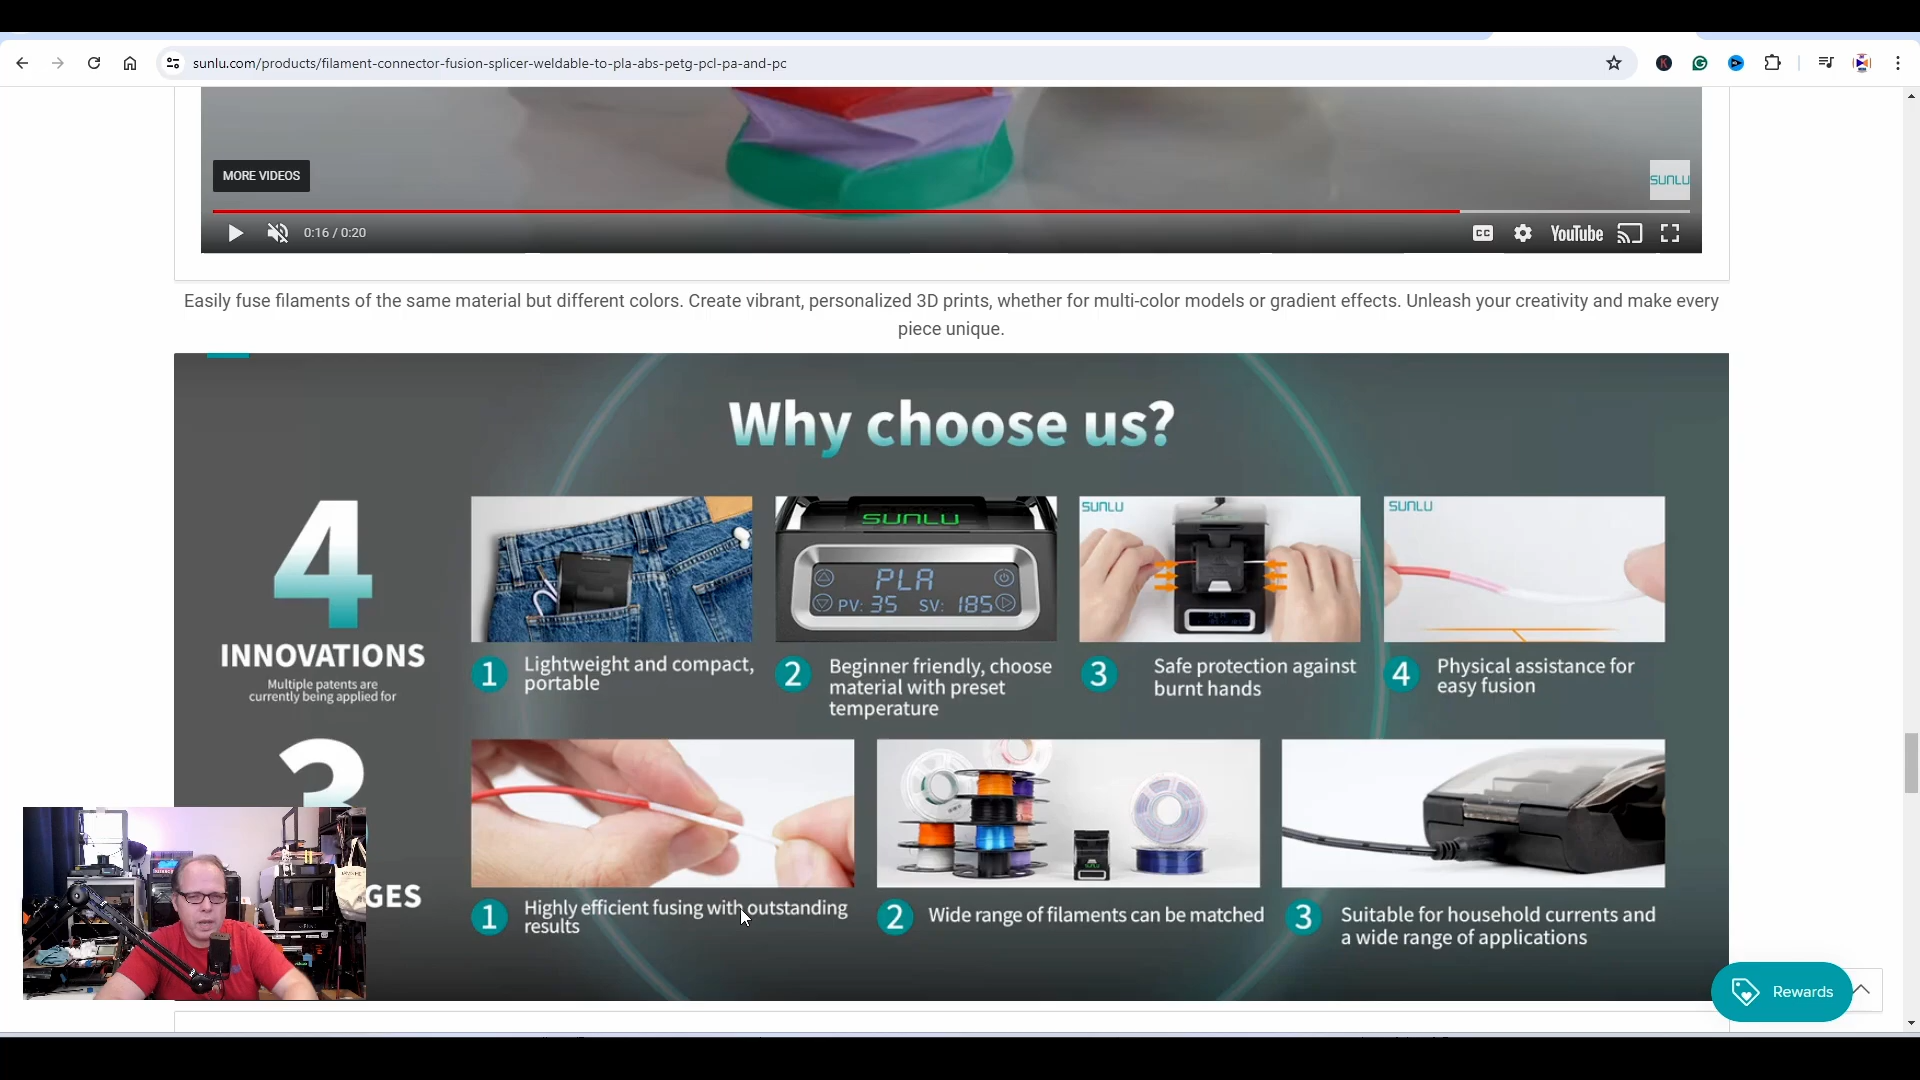 sunlu.com/products/filament-connector-fusion-splicer-weldable-to-pla-abs-petg-pcl-pa-and-pc
MORE VIDEOS
SUNLU
0:16 / 0:20
CC
YouTube
Easily fuse filaments of the same material but different colors. Create vibrant, personalized 3D prints, whether for multi-color models or gradient effects. Unleash your creativity and make every
piece unique.
Why choose us?
4
INNOVATIONS
Multiple patents are
currently being applied for
SUNLU
PLA
PV: 35 SV: 185
SUNLU
SUNLU
1 Lightweight and compact,
portable
2 Beginner friendly, choose
material with preset
temperature
3 Safe protection against
burnt hands
4 Physical assistance for
easy fusion
3
GES
SUNLU
1 Highly efficient fusing with outstanding
results
2 Wide range of filaments can be matched
3 Suitable for household currents and
a wide range of applications
Rewards